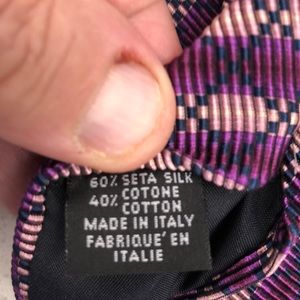 60% SETA SILK
40% COTONE
COTTON
MADE IN ITALY
FABRIQUE' EN
ITALIE